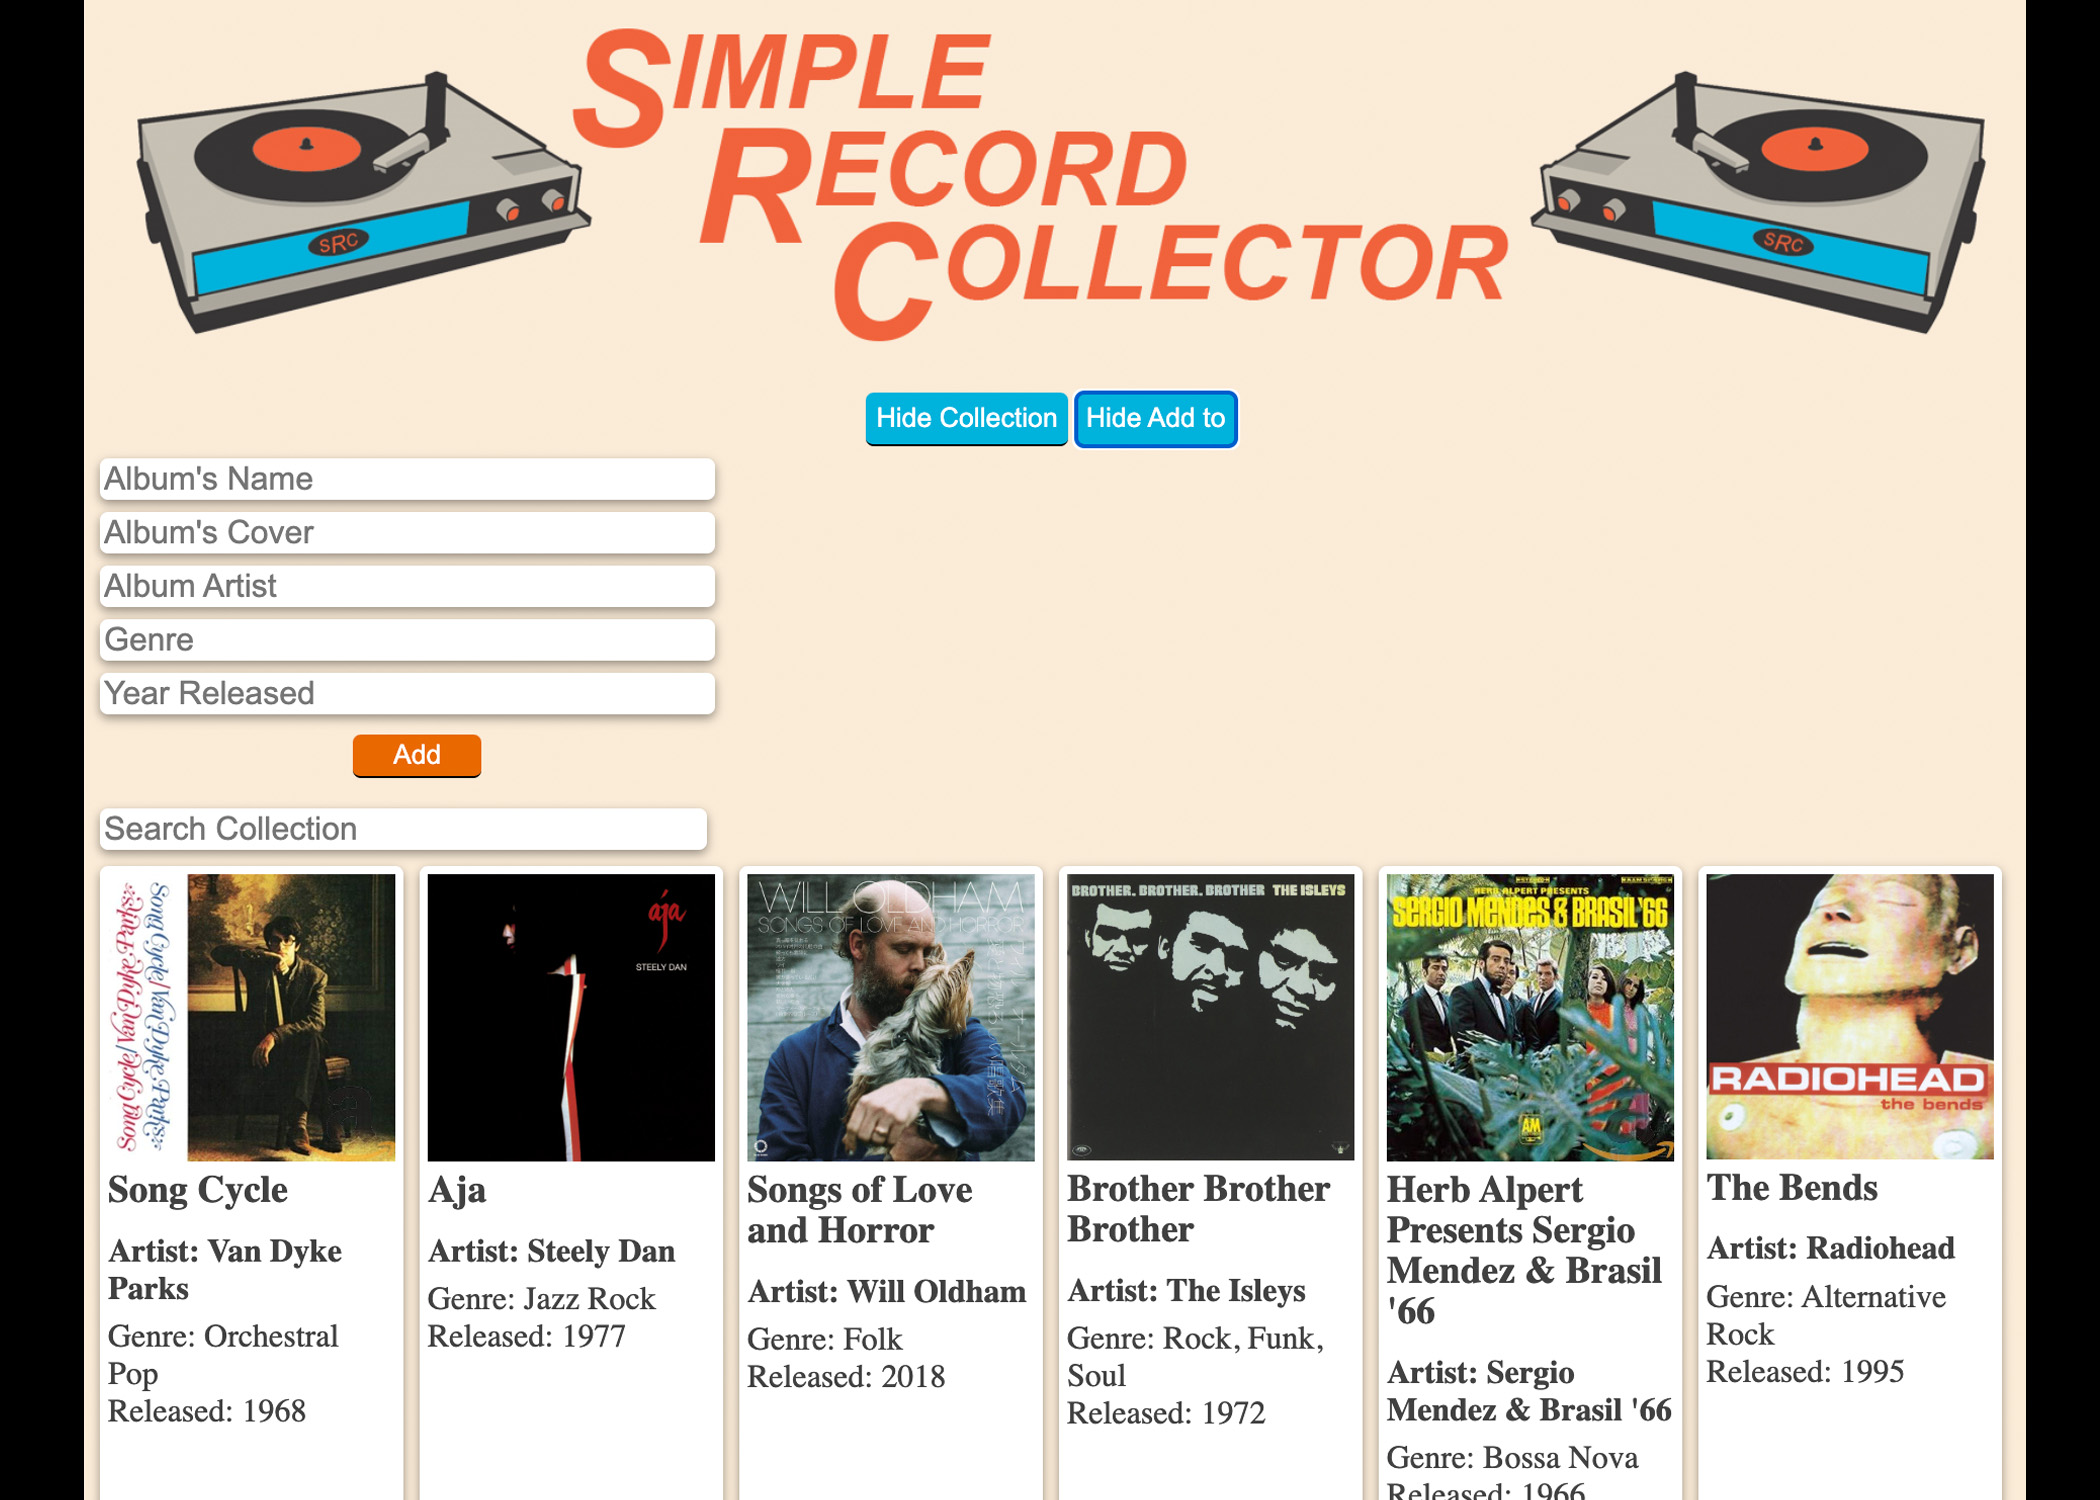 SIMPLE
RECORD
COLLECTOR
SRC
SRC
Hide Collection
Hide Add to
Album's Name
Album's Cover
Album Artist
Genre
Year Released
Add
Search Collection
Song Cycle/Van Dyke Parks
Song Cycle/Van Dyke Parks
Song Cycle
Artist: Van Dyke
Parks
Genre: Orchestral
Pop
Released: 1968
aja
STEELY DAN
Aja
Artist: Steely Dan
Genre: Jazz Rock
Released: 1977
WILL OLDHAM
SONGS OF LOVE AND HORROR
Songs of Love
and Horror
Artist: Will Oldham
Genre: Folk
Released: 2018
BROTHER, BROTHER, BROTHER THE ISLEYS
Brother Brother
Brother
Artist: The Isleys
Genre: Rock, Funk,
Soul
Released: 1972
HERB ALPERT PRESENTS
SERGIO MENDES & BRASIL '66
AM
Herb Alpert
Presents Sergio
Mendez & Brasil
'66
Artist: Sergio
Mendez & Brasil '66
Genre: Bossa Nova
Released: 1966
RADIOHEAD
the bends
The Bends
Artist: Radiohead
Genre: Alternative
Rock
Released: 1995